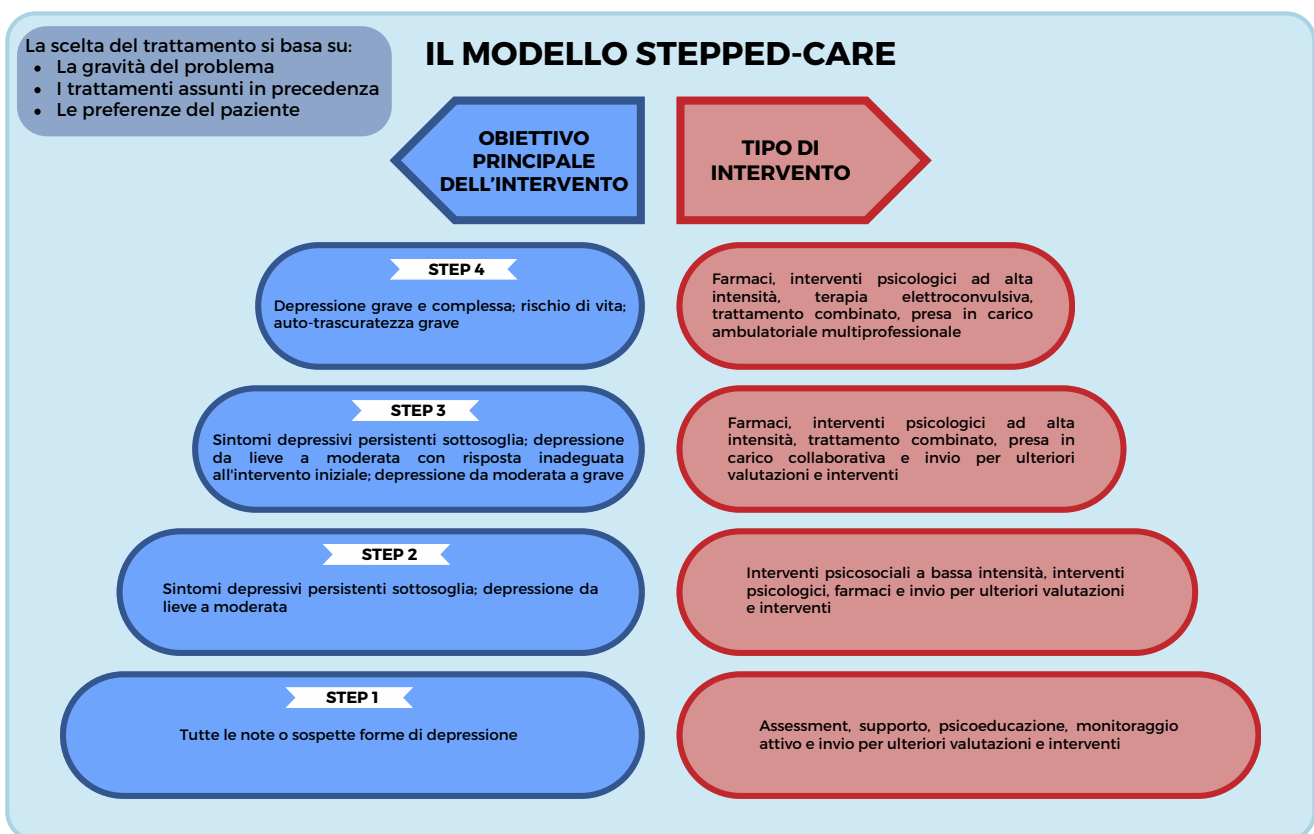 La scelta del trattamento si basa su:
• La gravità del problema
• I trattamenti assunti in precedenza
• Le preferenze del paziente
IL MODELLO STEPPED-CARE
OBIETTIVO
PRINCIPALE
DELL'INTERVENTO
TIPO DI
INTERVENTO
STEP 4
Depressione grave e complessa; rischio di vita;
auto-trascuratezza grave
Farmaci, interventi psicologici ad alta
intensità, terapia elettroconvulsiva,
trattamento combinato, presa in carico
ambulatoriale multiprofessionale
STEP 3
Sintomi depressivi persistenti sottosoglia; depressione
da lieve a moderata con risposta inadeguata
all'intervento iniziale; depressione da moderata a grave
Farmaci, interventi psicologici ad alta
intensità, trattamento combinato, presa in
carico collaborativa e invio per ulteriori
valutazioni e interventi
STEP 2
Sintomi depressivi persistenti sottosoglia; depressione da
lieve a moderata
Interventi psicosociali a bassa intensità, interventi
psicologici, farmaci e invio per ulteriori valutazioni
e interventi
STEP 1
Tutte le note o sospette forme di depressione
Assessment, supporto, psicoeducazione, monitoraggio
attivo e invio per ulteriori valutazioni e interventi